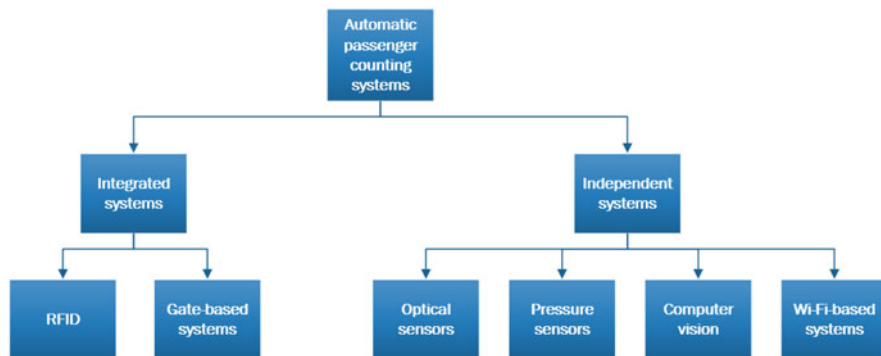 Automatic
passenger
counting
systems
Integrated
systems
Independent
systems
RFID
Gate-based
systems
Optical
sensors
Pressure
sensors
Computer
vision
Wi-Fi-based
systems